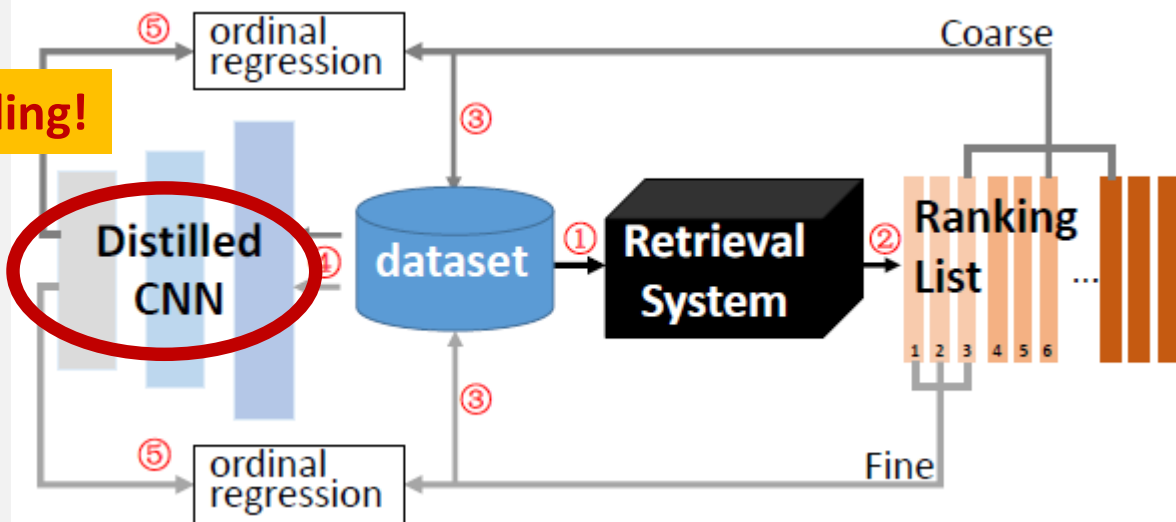 ⑤
ordinal
regression
Coarse
ling!
③
Distilled
CNN
④
dataset
①
Retrieval
System
②
Ranking
List
...
1 2 3 4 5 6
③
⑤
ordinal
regression
Fine